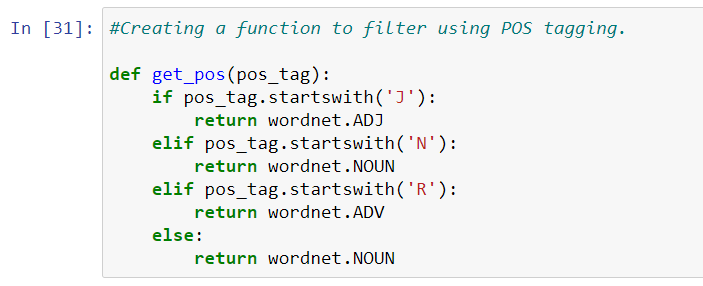 In [31]: #Creating a function to filter using POS tagging.
def get_pos(pos_tag):
    if pos_tag.startswith('J'):
        return wordnet.ADJ
    elif pos_tag.startswith('N'):
        return wordnet.NOUN
    elif pos_tag.startswith('R'):
        return wordnet.ADV
    else:
        return wordnet.NOUN